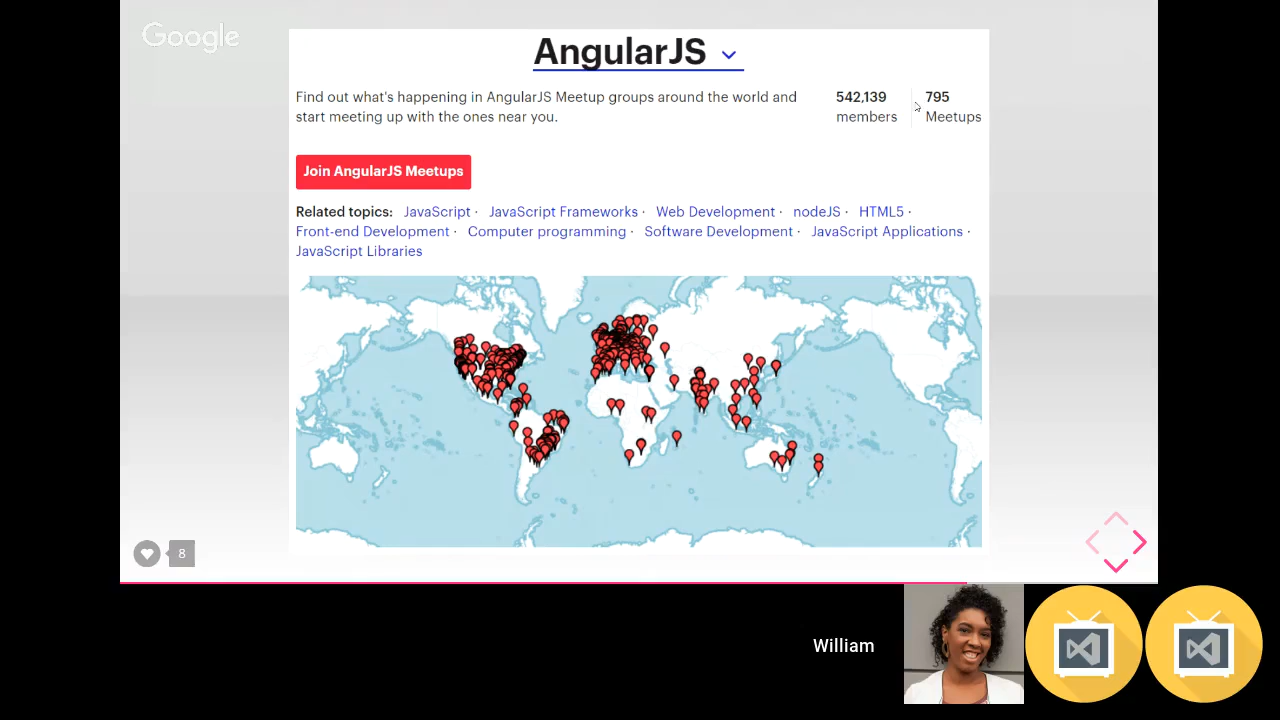 Google
AngularJS
Find out what's happening in AngularJS Meetup groups around the world and
start meeting up with the ones near you.
542,139
members
795
Meetups
Join AngularJS Meetups
Related topics: JavaScript · JavaScript Frameworks · Web Development · nodeJS · HTML5 ·
Front-end Development · Computer programming · Software Development · JavaScript Applications ·
JavaScript Libraries
8
William